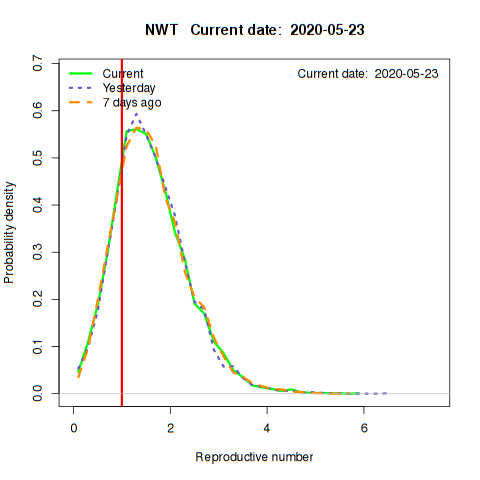 NWT   Current date:  2020-05-23
Current
Yesterday
7 days ago
Current date:  2020-05-23
Probability density
0.0
0.1
0.2
0.3
0.4
0.5
0.6
0.7
0
2
4
6
Reproductive number